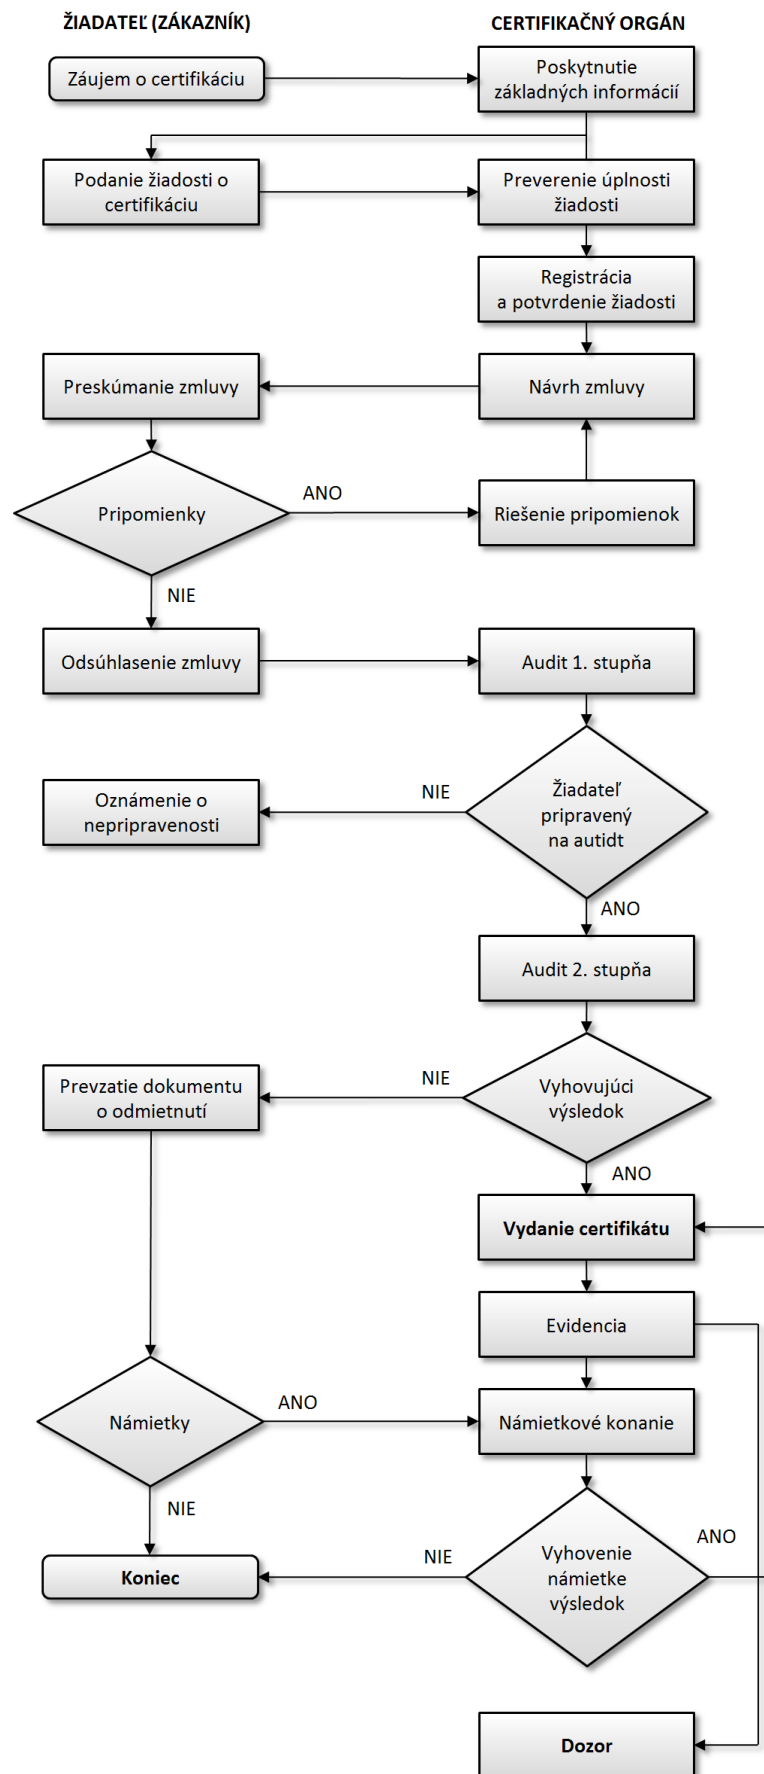 ŽIADATEĽ (ZÁKAZNÍK)
CERTIFIKAČNÝ ORGÁN
Záujem o certifikáciu
Poskytnutie
základných informácií
Podanie žiadosti o
certifikáciu
Preverenie úplnosti
žiadosti
Registrácia
a potvrdenie žiadosti
Preskúmanie zmluvy
Návrh zmluvy
Pripomienky
ANO
Riešenie pripomienok
NIE
Odsúhlasenie zmluvy
Audit 1. stupňa
Oznámenie o
nepripravenosti
NIE
Žiadateľ
pripravený
na autidt
ANO
Audit 2. stupňa
Prevzatie dokumentu
o odmietnutí
NIE
Vyhovujúci
výsledok
ANO
Vydanie certifikátu
Evidencia
Námietky
ANO
Námietkové konanie
NIE
Koniec
NIE
Vyhovenie
námietke
výsledok
ANO
Dozor